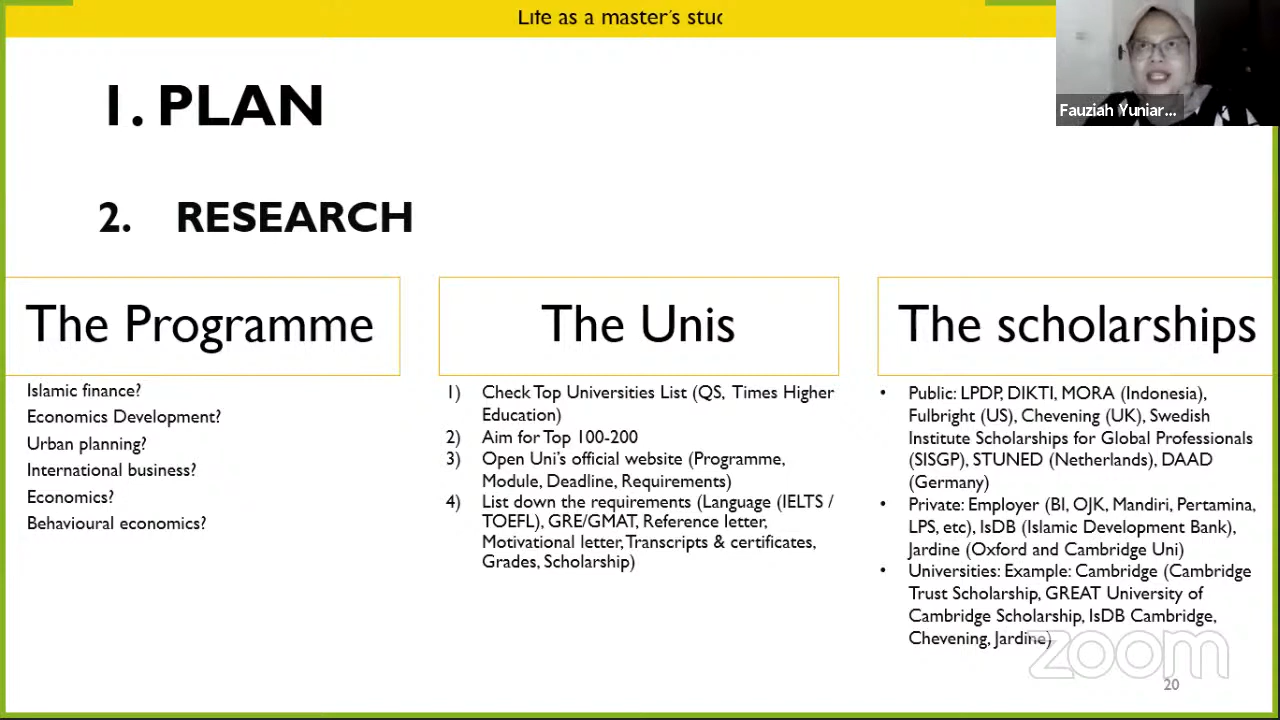 Life as a master's stud
Fauziah Yuniar...
1. PLAN
2. RESEARCH
The Programme
Islamic finance?
Economics Development?
Urban planning?
International business?
Economics?
Behavioural economics?
The Unis
1) Check Top Universities List (QS, Times Higher
Education)
2) Aim for Top 100-200
3) Open Uni's official website (Programme,
Module, Deadline, Requirements)
4) List down the requirements (Language (IELTS /
TOEFL), GRE/GMAT, Reference letter,
Motivational letter, Transcripts & certificates,
Grades, Scholarship)
The scholarships
• Public: LPDP, DIKTI, MORA (Indonesia),
Fulbright (US), Chevening (UK), Swedish
Institute Scholarships for Global Professionals
(SISGP), STUNED (Netherlands), DAAD
(Germany)
• Private: Employer (BI, OJK, Mandiri, Pertamina,
LPS, etc), IsDB (Islamic Development Bank),
Jardine (Oxford and Cambridge Uni)
• Universities: Example: Cambridge (Cambridge
Trust Scholarship, GREAT University of
Cambridge Scholarship, IsDB Cambridge,
Chevening, Jardine)
zoom
20